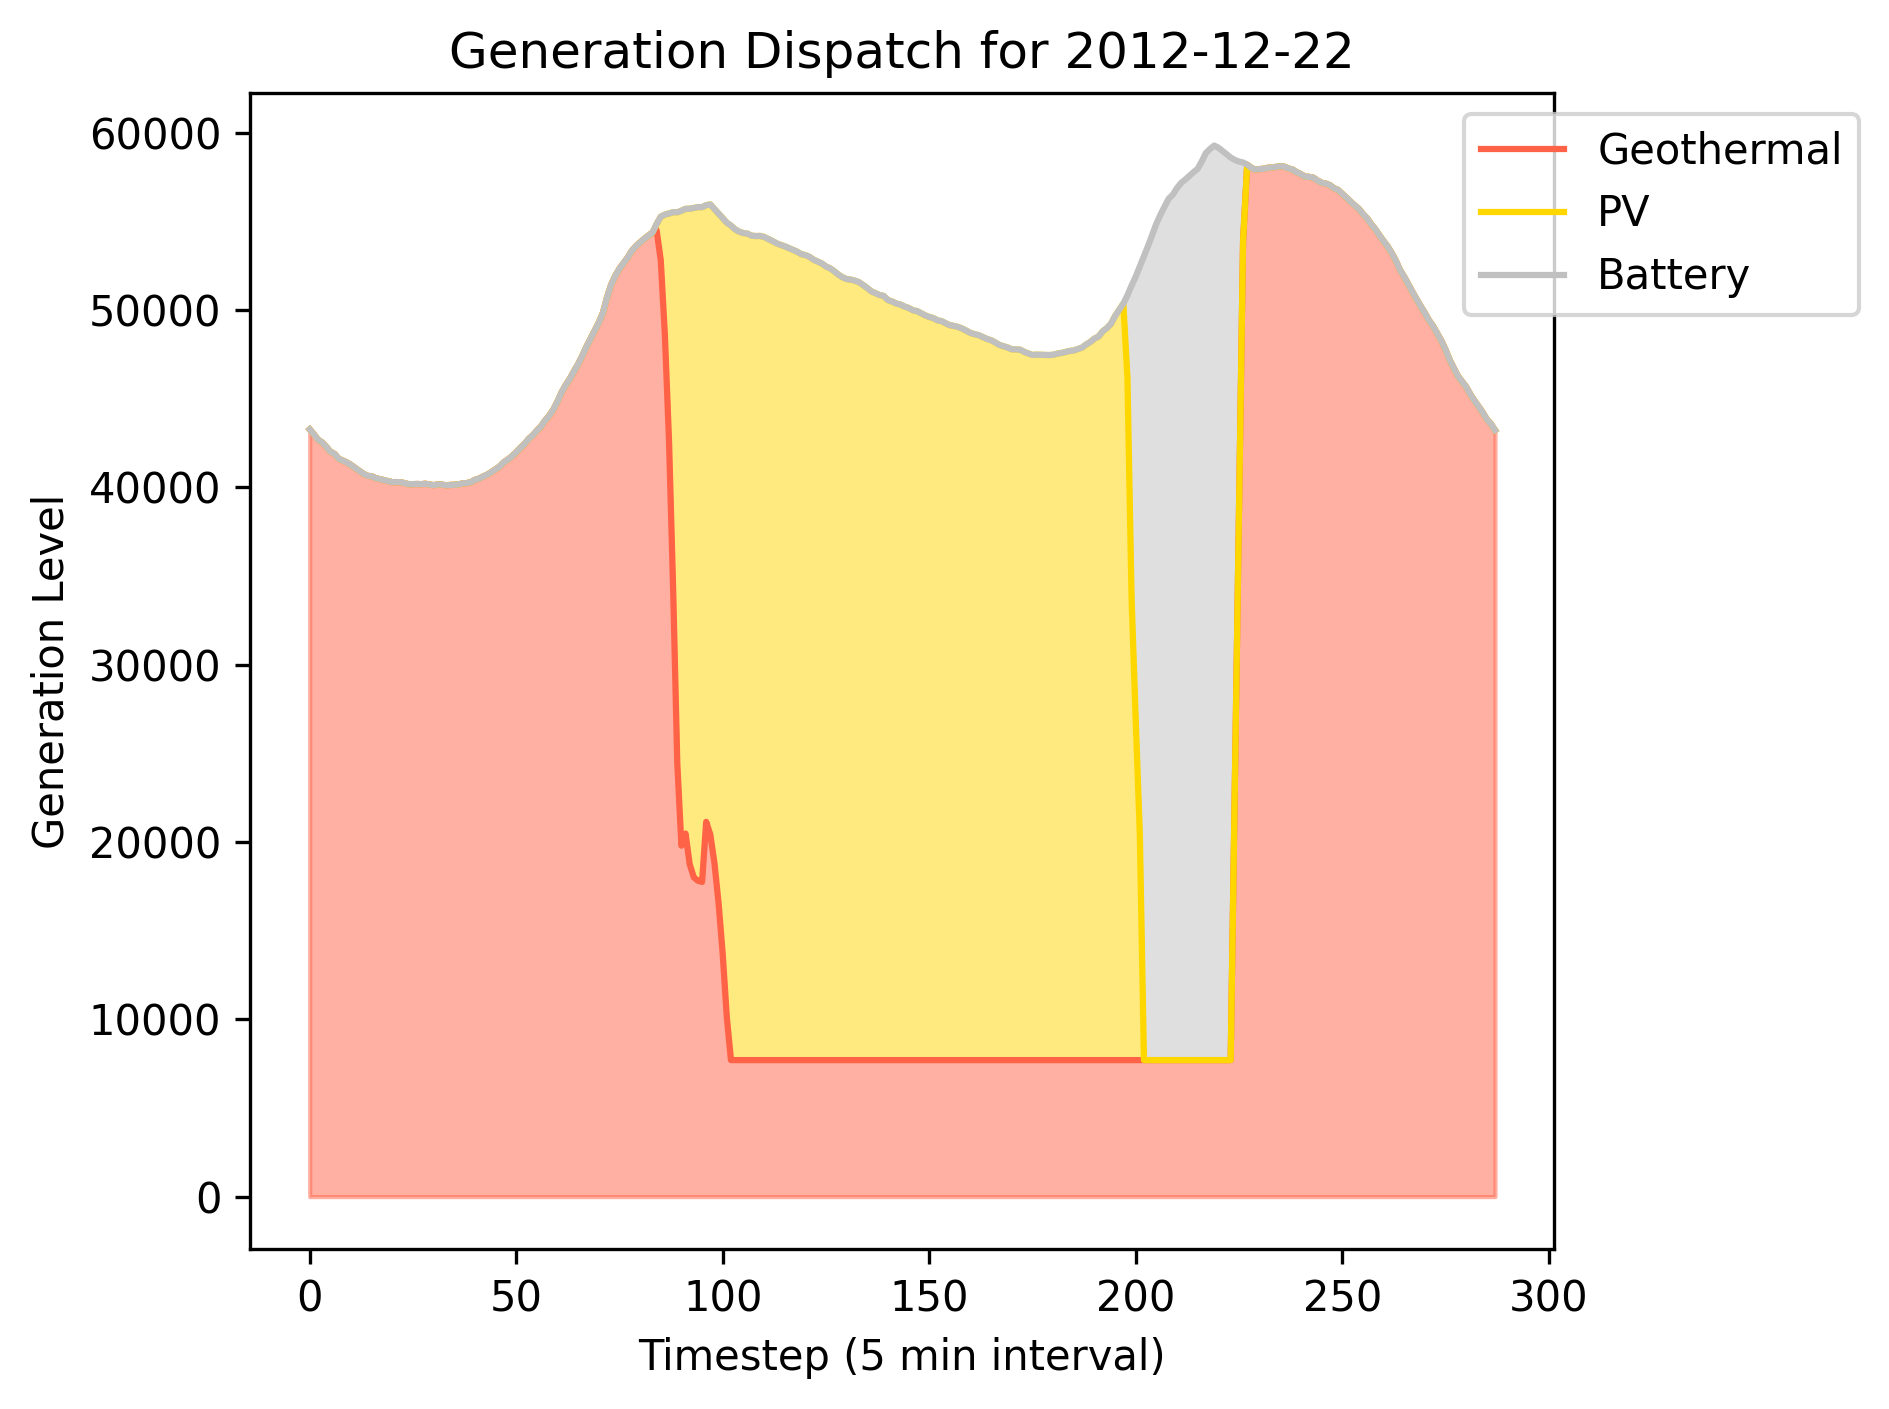 Generation Dispatch for 2012-12-22
60000
50000
40000
30000
20000
10000
0
Generation Level
Geothermal
PV
Battery
0 50 100 150 200 250 300
Timestep (5 min interval)